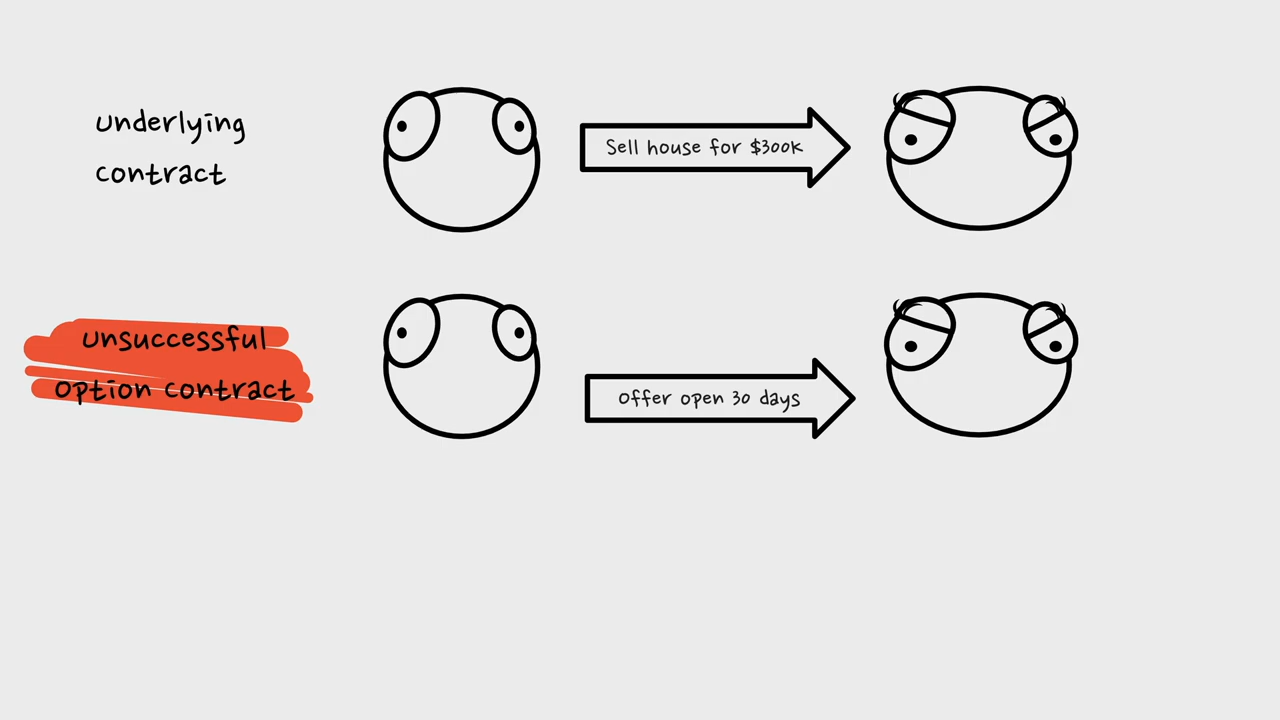 underlying
contract
Sell house for $300k
unsuccessful
option contract
Offer open 30 days